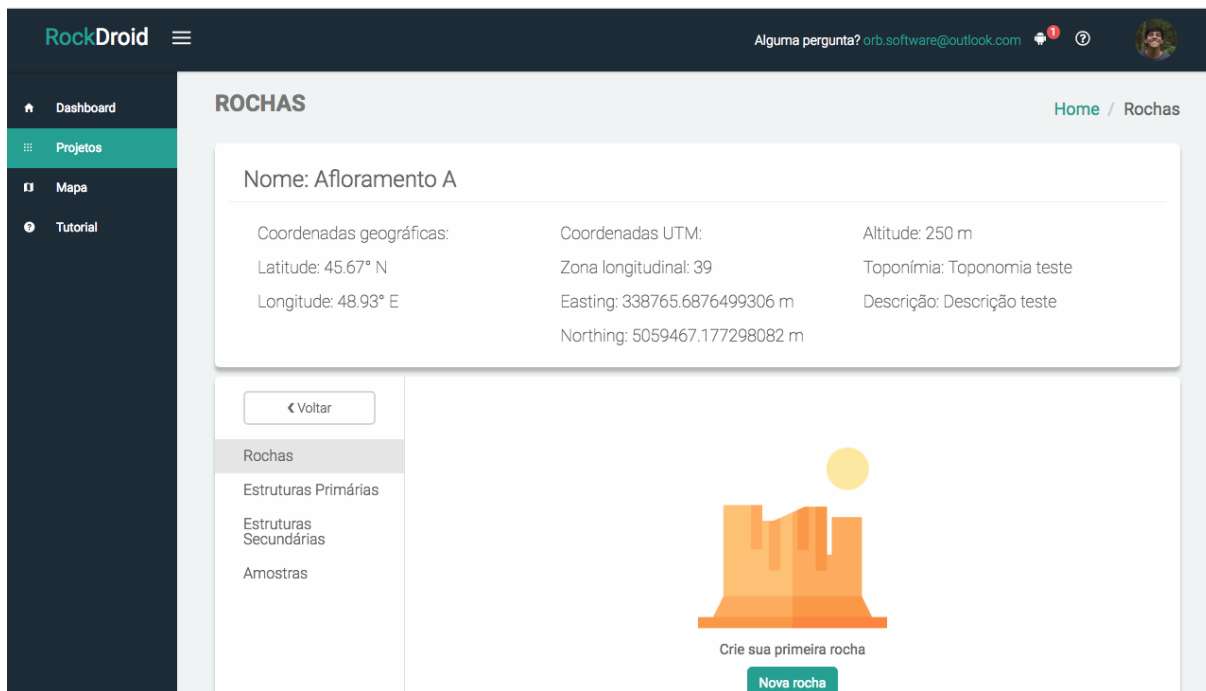 RockDroid
Alguma pergunta? orb.software@outlook.com 1
Dashboard
Projetos
Mapa
Tutorial
ROCHAS
Home / Rochas
Nome: Afloramento A
Coordenadas geográficas:
Latitude: 45.67° N
Longitude: 48.93° E
Coordenadas UTM:
Zona longitudinal: 39
Easting: 338765.6876499306 m
Northing: 5059467.177298082 m
Altitude: 250 m
Toponímia: Toponomia teste
Descrição: Descrição teste
Voltar
Rochas
Estruturas Primárias
Estruturas
Secundárias
Amostras
Crie sua primeira rocha
Nova rocha